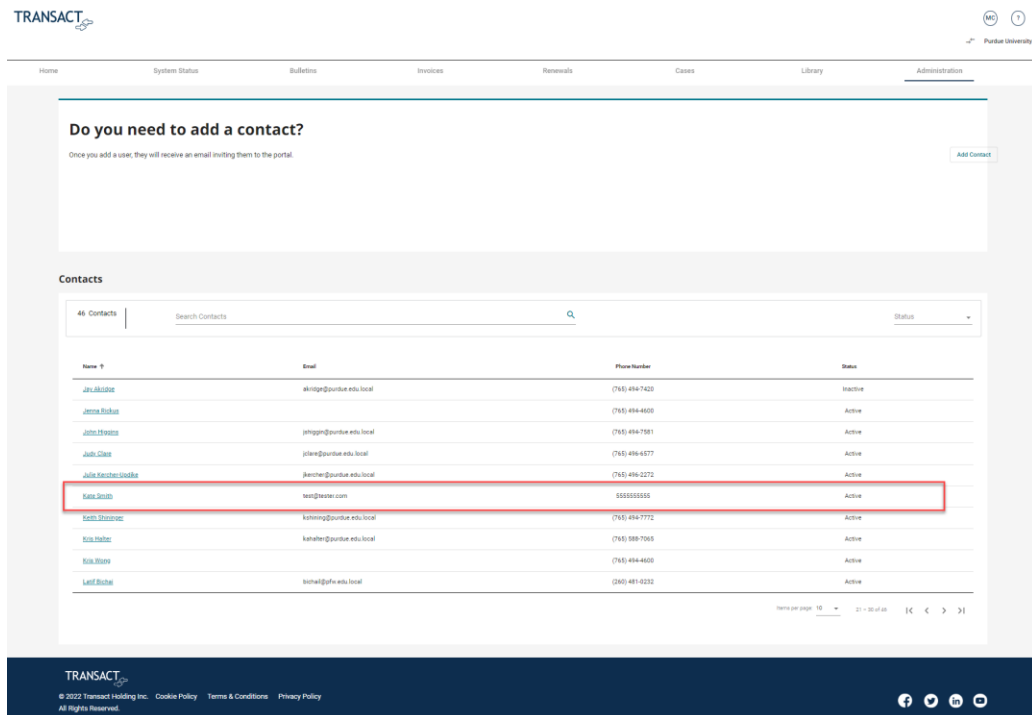 TRANSACT
MC ?
Purdue University
Home System Status Bulletins Invoices Renewals Cases Library Administration
Do you need to add a contact?
Once you add a user, they will receive an email inviting them to the portal.
Add Contact
Contacts
46 Contacts Search Contacts Status
Name ↑ Email Phone Number Status
Jay Akridge akridge@purdue.edu.local (765) 494-7420 Inactive
Jenna Rickus (765) 494-4600 Active
John Higgins jshiggin@purdue.edu.local (765) 494-7581 Active
Judy Clare jclare@purdue.edu.local (765) 496-6577 Active
Julie Kercher-Updike jkercher@purdue.edu.local (765) 496-2272 Active
Kate Smith test@tester.com 5555555555 Active
Keith Shininger kshining@purdue.edu.local (765) 494-7772 Active
Kris Halter kahalter@purdue.edu.local (765) 588-7065 Active
Kris Wong (765) 494-4600 Active
Latif Bichai bichail@pfw.edu.local (260) 481-0232 Active
Items per page: 10 21 – 30 of 46
TRANSACT
© 2022 Transact Holding Inc. Cookie Policy Terms & Conditions Privacy Policy
All Rights Reserved.